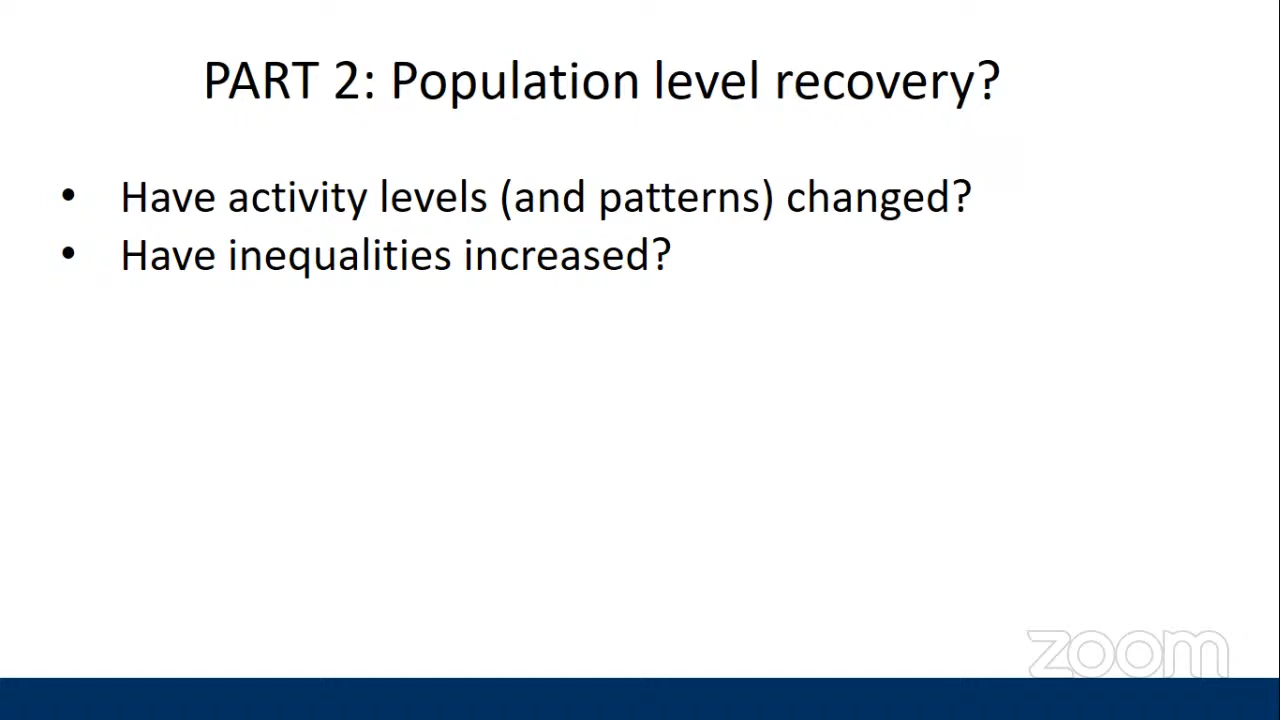 PART 2: Population level recovery?
• Have activity levels (and patterns) changed?
• Have inequalities increased?
zoom